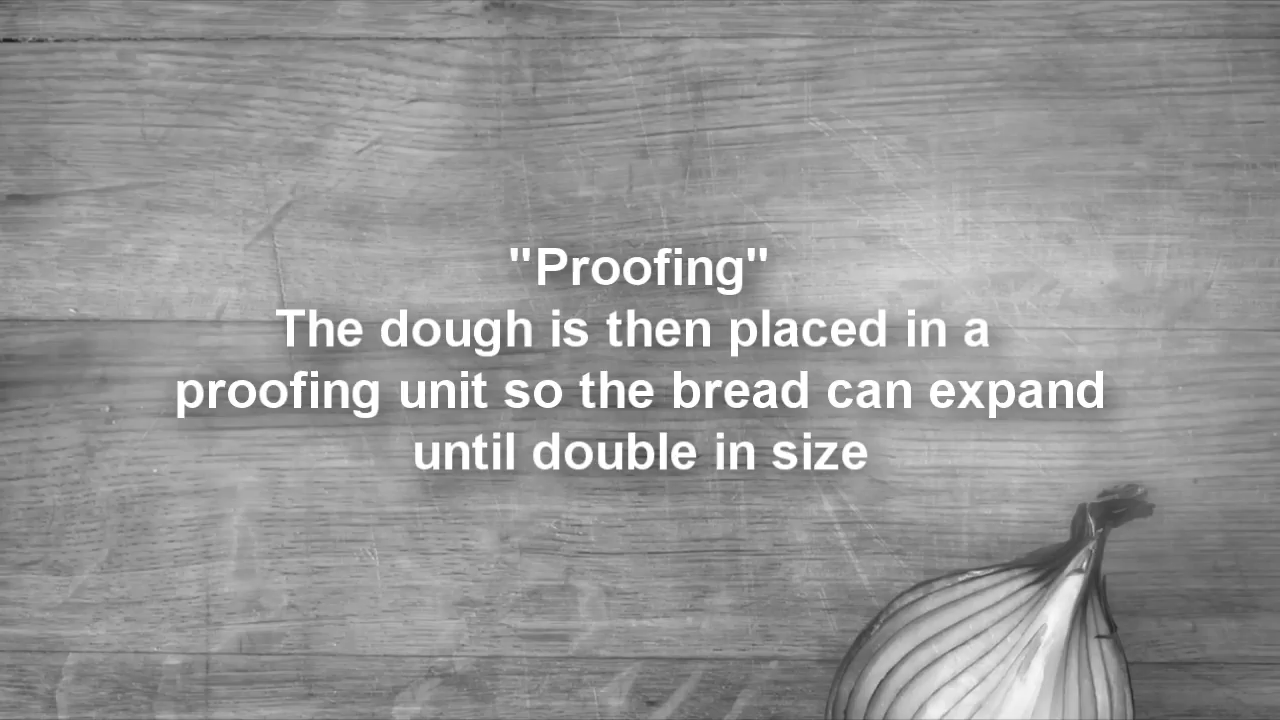 "Proofing"
The dough is then placed in a
proofing unit so the bread can expand
until double in size